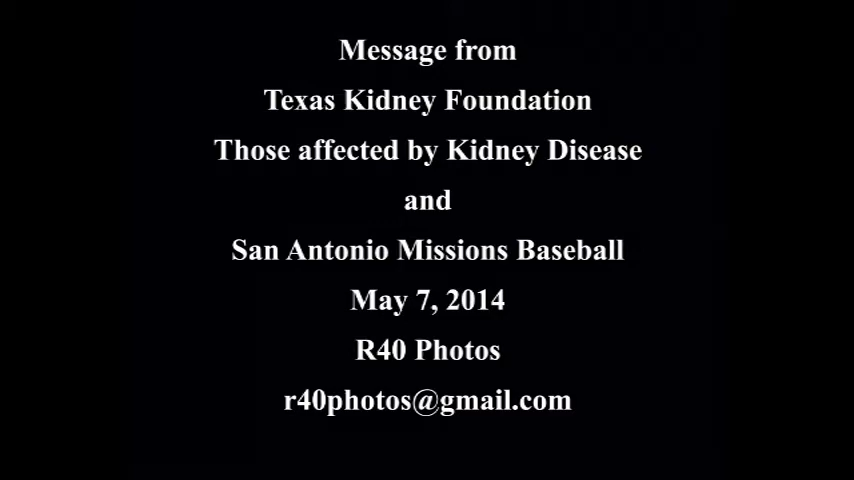 Message from
Texas Kidney Foundation
Those affected by Kidney Disease
and
San Antonio Missions Baseball
May 7, 2014
R40 Photos
r40photos@gmail.com